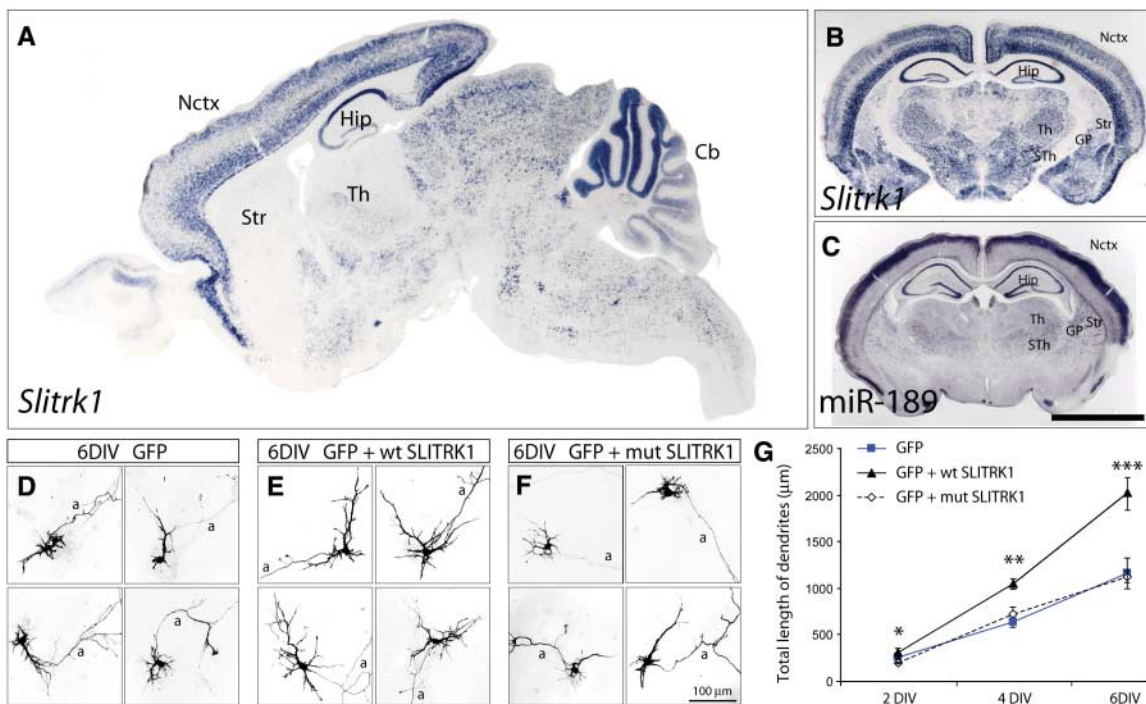 A
Nctx
Hip
Cb
Th
Str
Slitrk1
B
Nctx
Hip
Th
Str
GP
STh
Slitrk1
C
Nctx
Hip
Th
Str
GP
STh
miR-189
6DIV GFP
D
a
a
a
a
6DIV GFP + wt SLITRK1
E
a
a
a
a
6DIV GFP + mut SLITRK1
F
a
a
a
a
100 µm
G
GFP
GFP + wt SLITRK1
GFP + mut SLITRK1
Total length of dendrites (µm)
2500
2000
1500
1000
500
0
*
**
***
2 DIV
4 DIV
6DIV